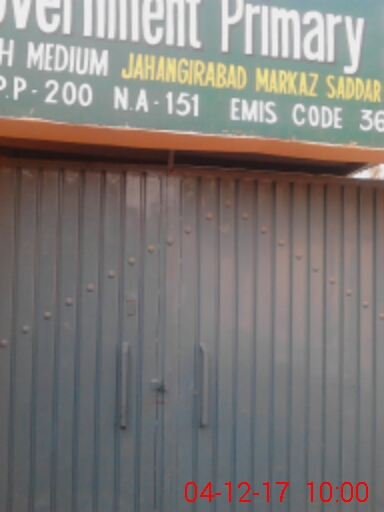 overnment Primary
H MEDIUM JAHANGIRABAD MARKAZ SADDAR
P.P-200 N.A-151 EMIS CODE 36
04-12-17 10:00